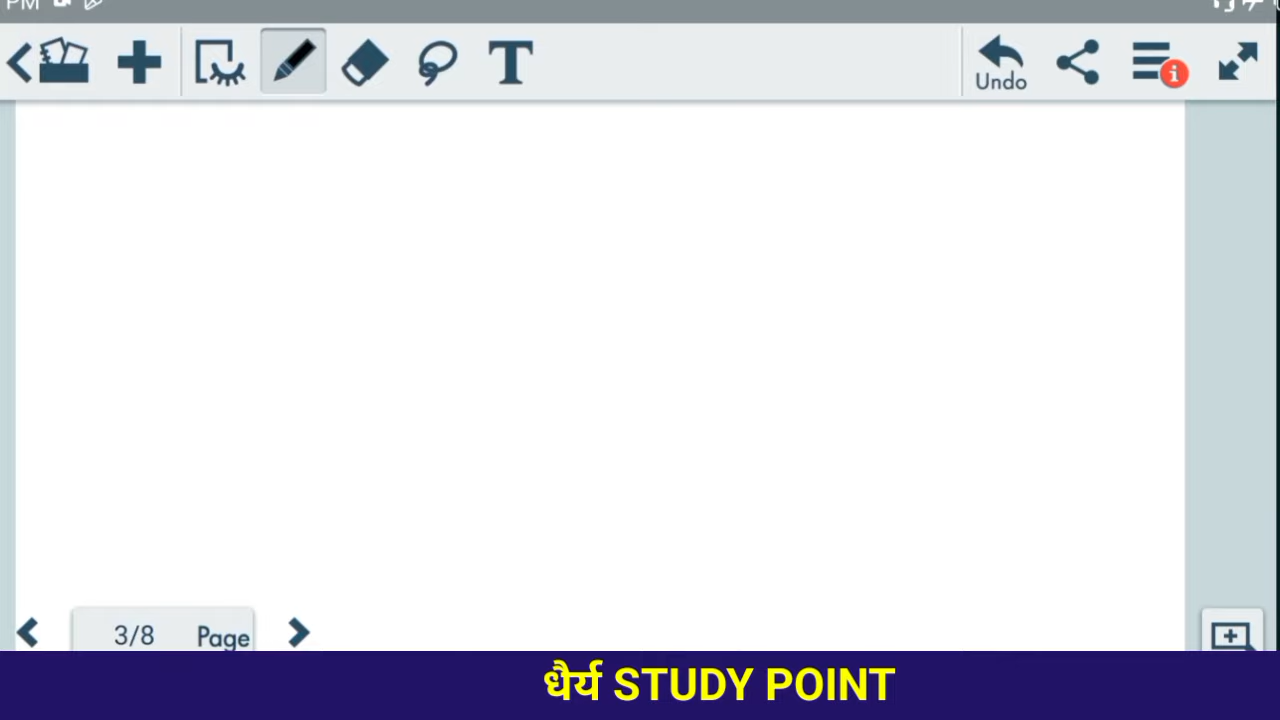 PM
Undo
T
i
3/8 Page
धैर्य STUDY POINT